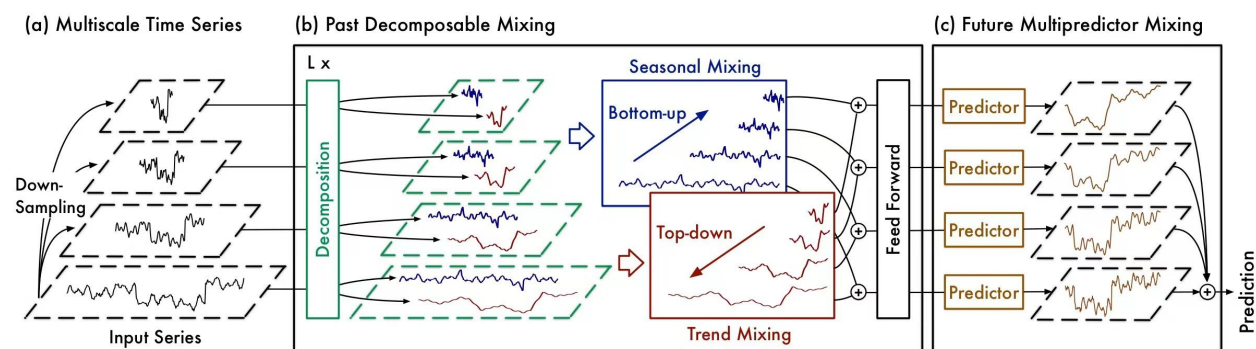 (a) Multiscale Time Series
Down-
Sampling
Input Series
(b) Past Decomposable Mixing
L x
Decomposition
Seasonal Mixing
Bottom-up
Top-down
Trend Mixing
Feed Forward
(c) Future Multipredictor Mixing
Predictor
Predictor
Predictor
Predictor
Prediction